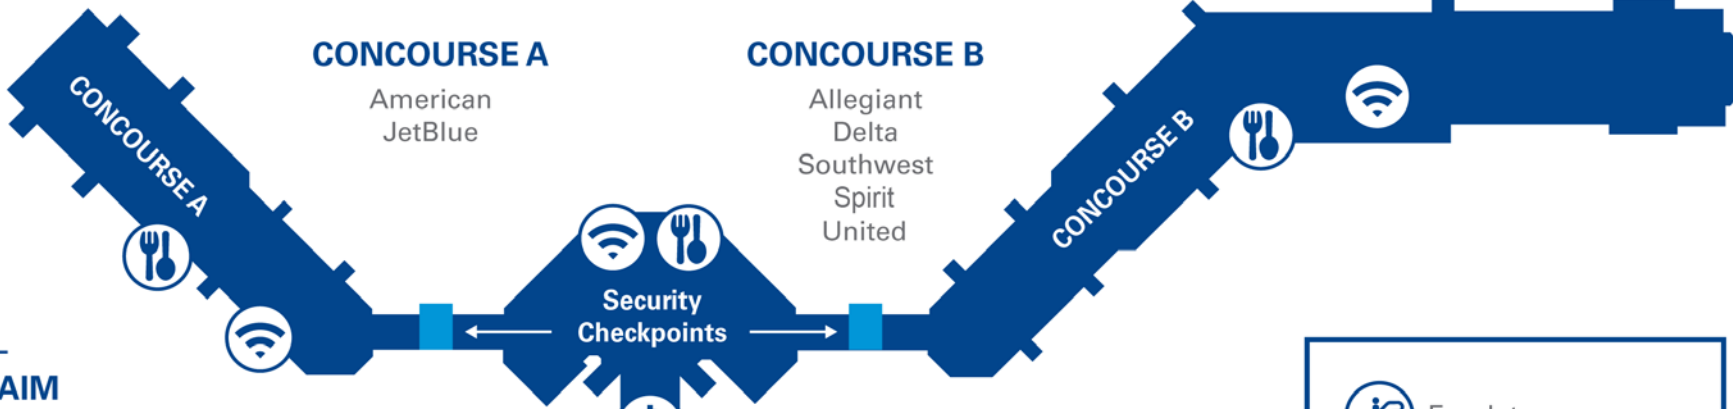 CONCOURSE A
American
JetBlue
CONCOURSE B
Allegiant
Delta
Southwest
Spirit
United
CONCOURSE A
CONCOURSE B
Security
Checkpoints
AIM